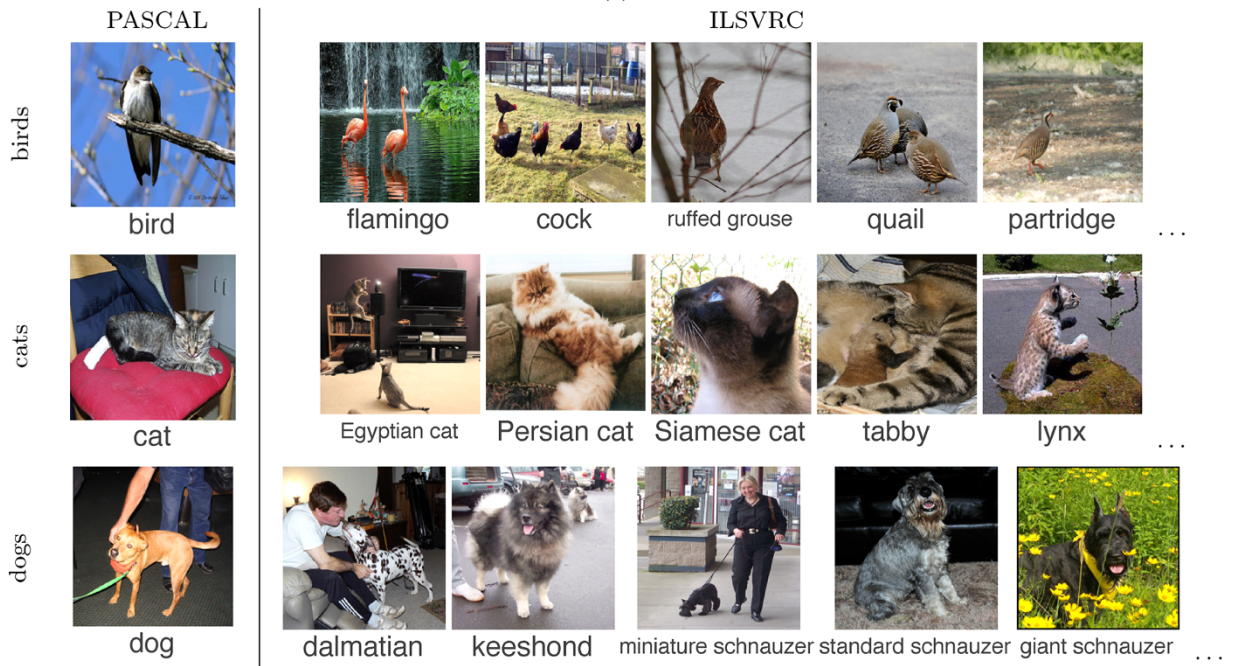 PASCAL
ILSVRC
birds
bird
flamingo
cock
ruffed grouse
quail
partridge
...
cats
cat
Egyptian cat
Persian cat
Siamese cat
tabby
lynx
...
dogs
dog
dalmatian
keeshond
miniature schnauzer
standard schnauzer
giant schnauzer
...